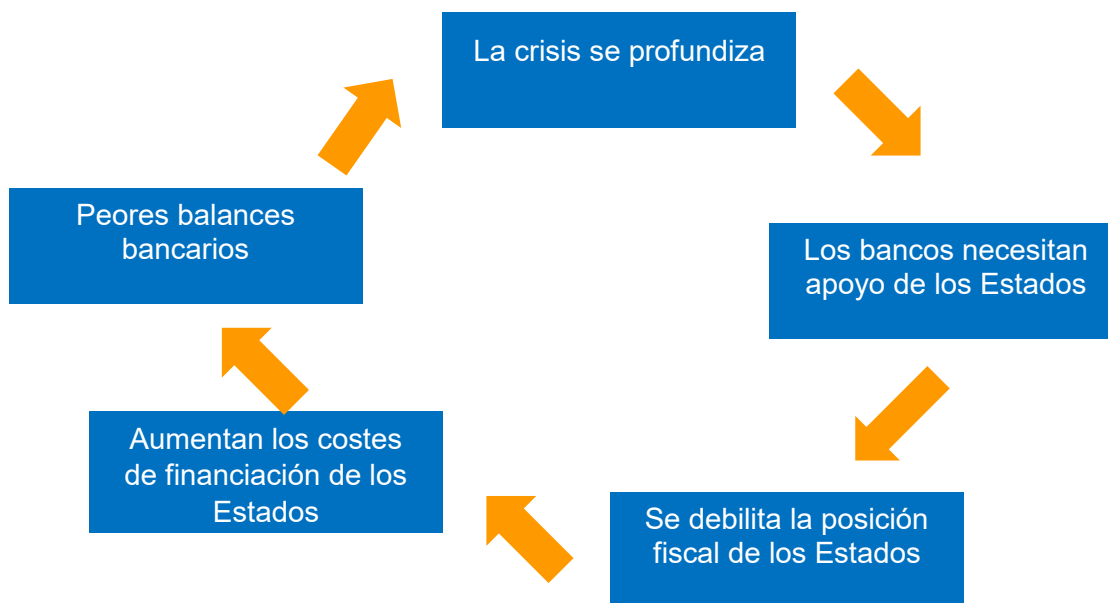 La crisis se profundiza
Los bancos necesitan
apoyo de los Estados
Se debilita la posición
fiscal de los Estados
Aumentan los costes
de financiación de los
Estados
Peores balances
bancarios